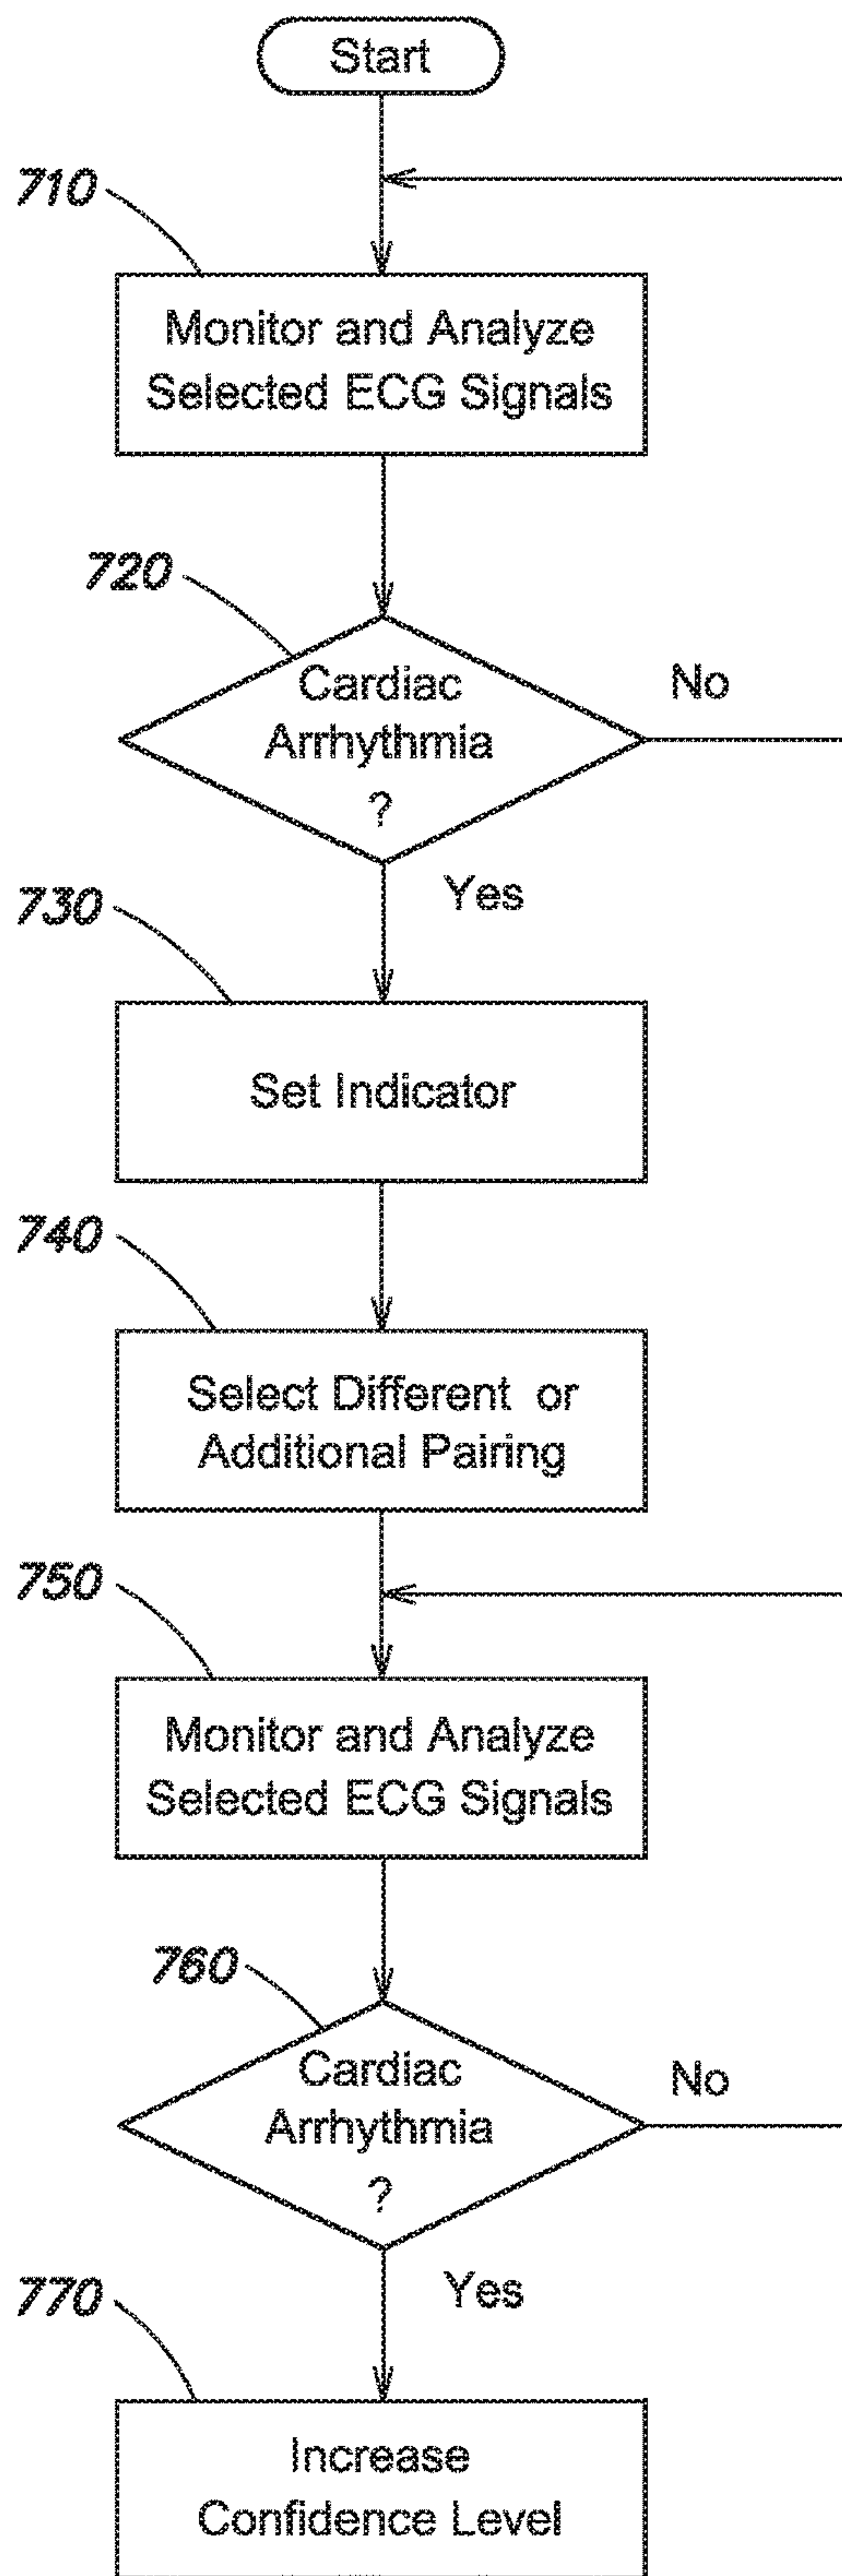 Start
710
Monitor and Analyze
Selected ECG Signals
720
Cardiac
Arrhythmia
?
No
Yes
730
Set Indicator
740
Select Different or
Additional Pairing
750
Monitor and Analyze
Selected ECG Signals
760
Cardiac
Arrhythmia
?
No
Yes
770
Increase
Confidence Level